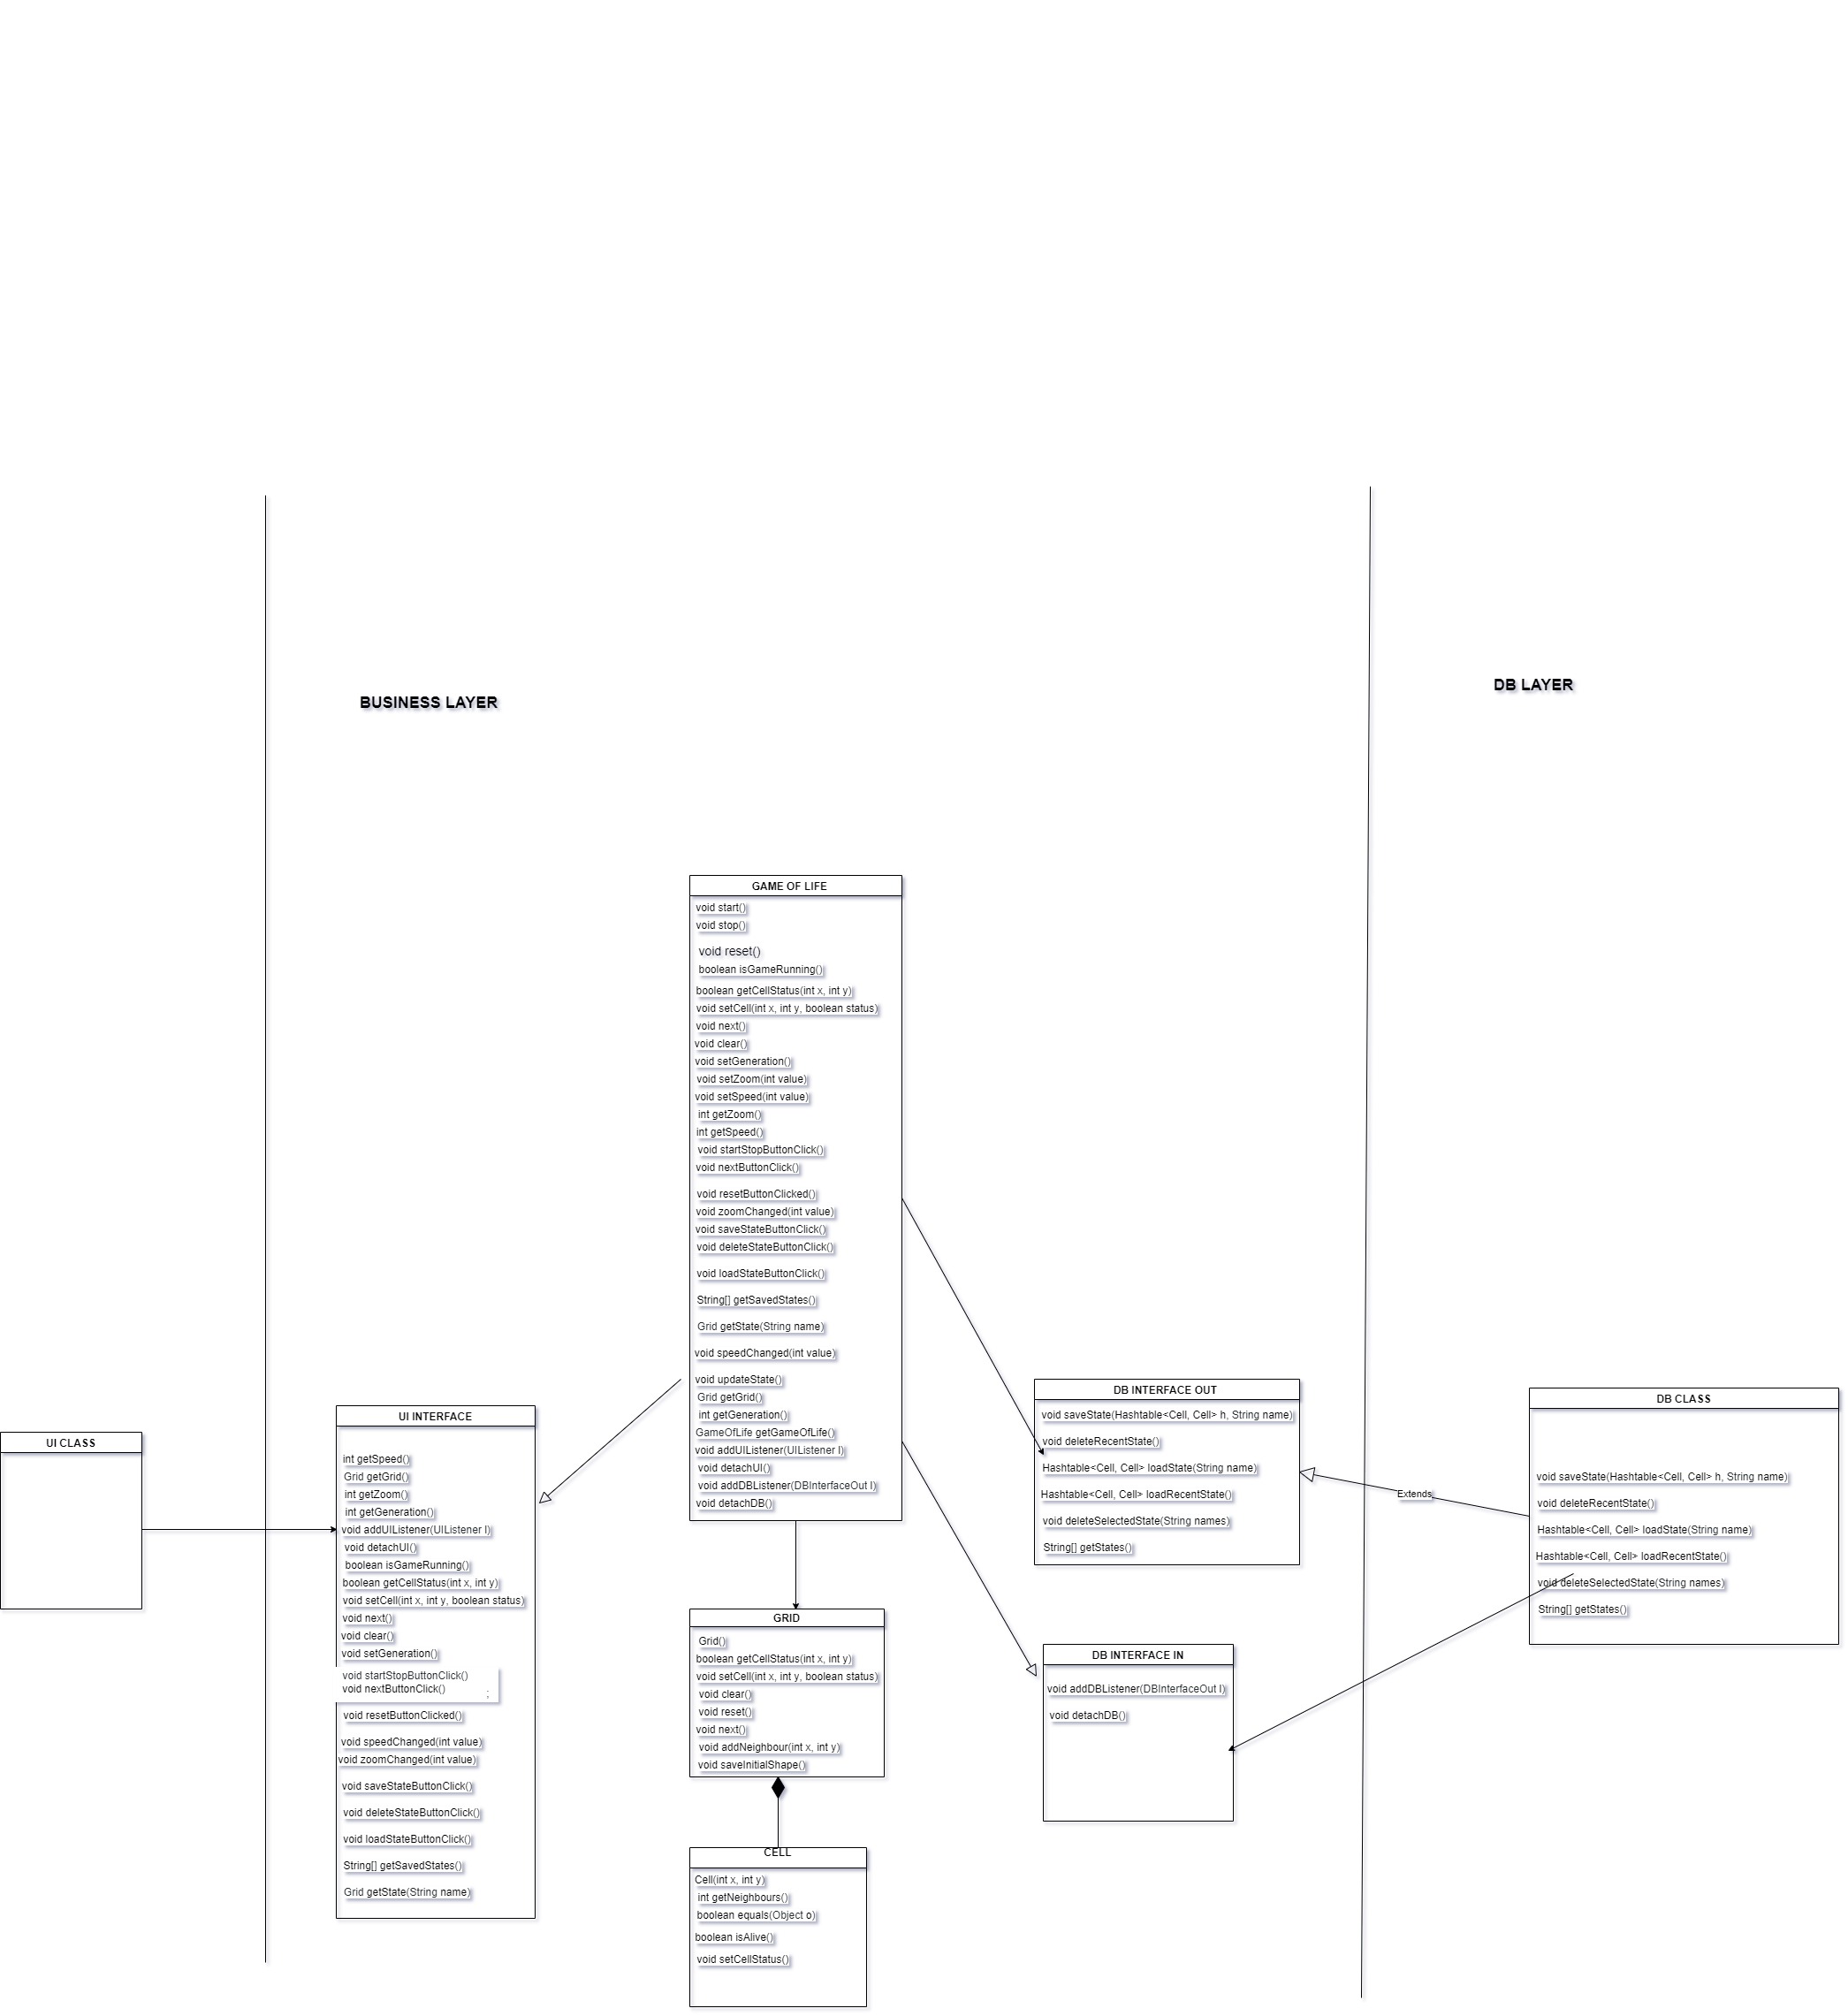 BUSINESS LAYER
DB LAYER
UI CLASS
UI INTERFACE
int getSpeed()
Grid getGrid()
int getZoom()
int getGeneration()
void addUIListener(UIListener l)
void detachUI()
boolean isGameRunning()
boolean getCellStatus(int x, int y)
void setCell(int x, int y, boolean status)
void next()
void clear()
void setGeneration()
void startStopButtonClick()
void nextButtonClick() ;
void resetButtonClicked()
void speedChanged(int value)
void zoomChanged(int value)
void saveStateButtonClick()
void deleteStateButtonClick()
void loadStateButtonClick()
String[] getSavedStates()
Grid getState(String name)
GAME OF LIFE
void start()
void stop()
void reset()
boolean isGameRunning()
boolean getCellStatus(int x, int y)
void setCell(int x, int y, boolean status)
void next()
void clear()
void setGeneration()
void setZoom(int value)
void setSpeed(int value)
int getZoom()
int getSpeed()
void startStopButtonClick()
void nextButtonClick()
void resetButtonClicked()
void zoomChanged(int value)
void saveStateButtonClick()
void deleteStateButtonClick()
void loadStateButtonClick()
String[] getSavedStates()
Grid getState(String name)
void speedChanged(int value)
void updateState()
Grid getGrid()
int getGeneration()
GameOfLife getGameOfLife()
void addUIListener(UIListener l)
void detachUI()
void addDBListener(DBInterfaceOut l)
void detachDB()
GRID
Grid()
boolean getCellStatus(int x, int y)
void setCell(int x, int y, boolean status)
void clear()
void reset()
void next()
void addNeighbour(int x, int y)
void saveInitialShape()
CELL
Cell(int x, int y)
int getNeighbours()
boolean equals(Object o)
boolean isAlive()
void setCellStatus()
DB INTERFACE OUT
void saveState(Hashtable<Cell, Cell> h, String name)
void deleteRecentState()
Hashtable<Cell, Cell> loadState(String name)
Hashtable<Cell, Cell> loadRecentState()
void deleteSelectedState(String names)
String[] getStates()
DB INTERFACE IN
void addDBListener(DBInterfaceOut l)
void detachDB()
Extends
DB CLASS
void saveState(Hashtable<Cell, Cell> h, String name)
void deleteRecentState()
Hashtable<Cell, Cell> loadState(String name)
Hashtable<Cell, Cell> loadRecentState()
void deleteSelectedState(String names)
String[] getStates()